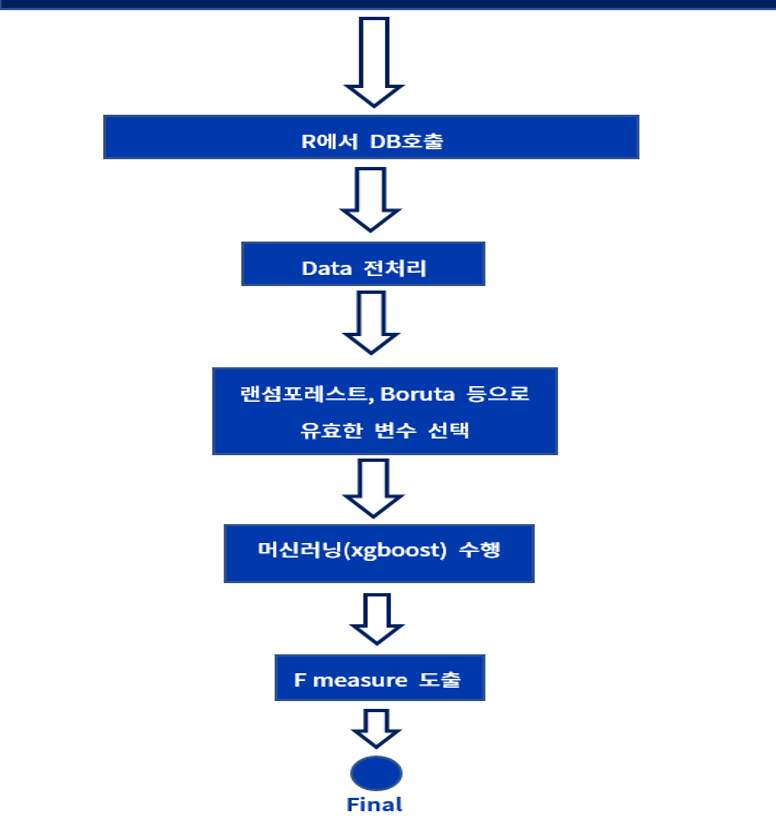 R에서 DB호출
Data 전처리
랜섬포레스트, Boruta 등으로
유효한 변수 선택
머신러닝(xgboost) 수행
F measure 도출
Final